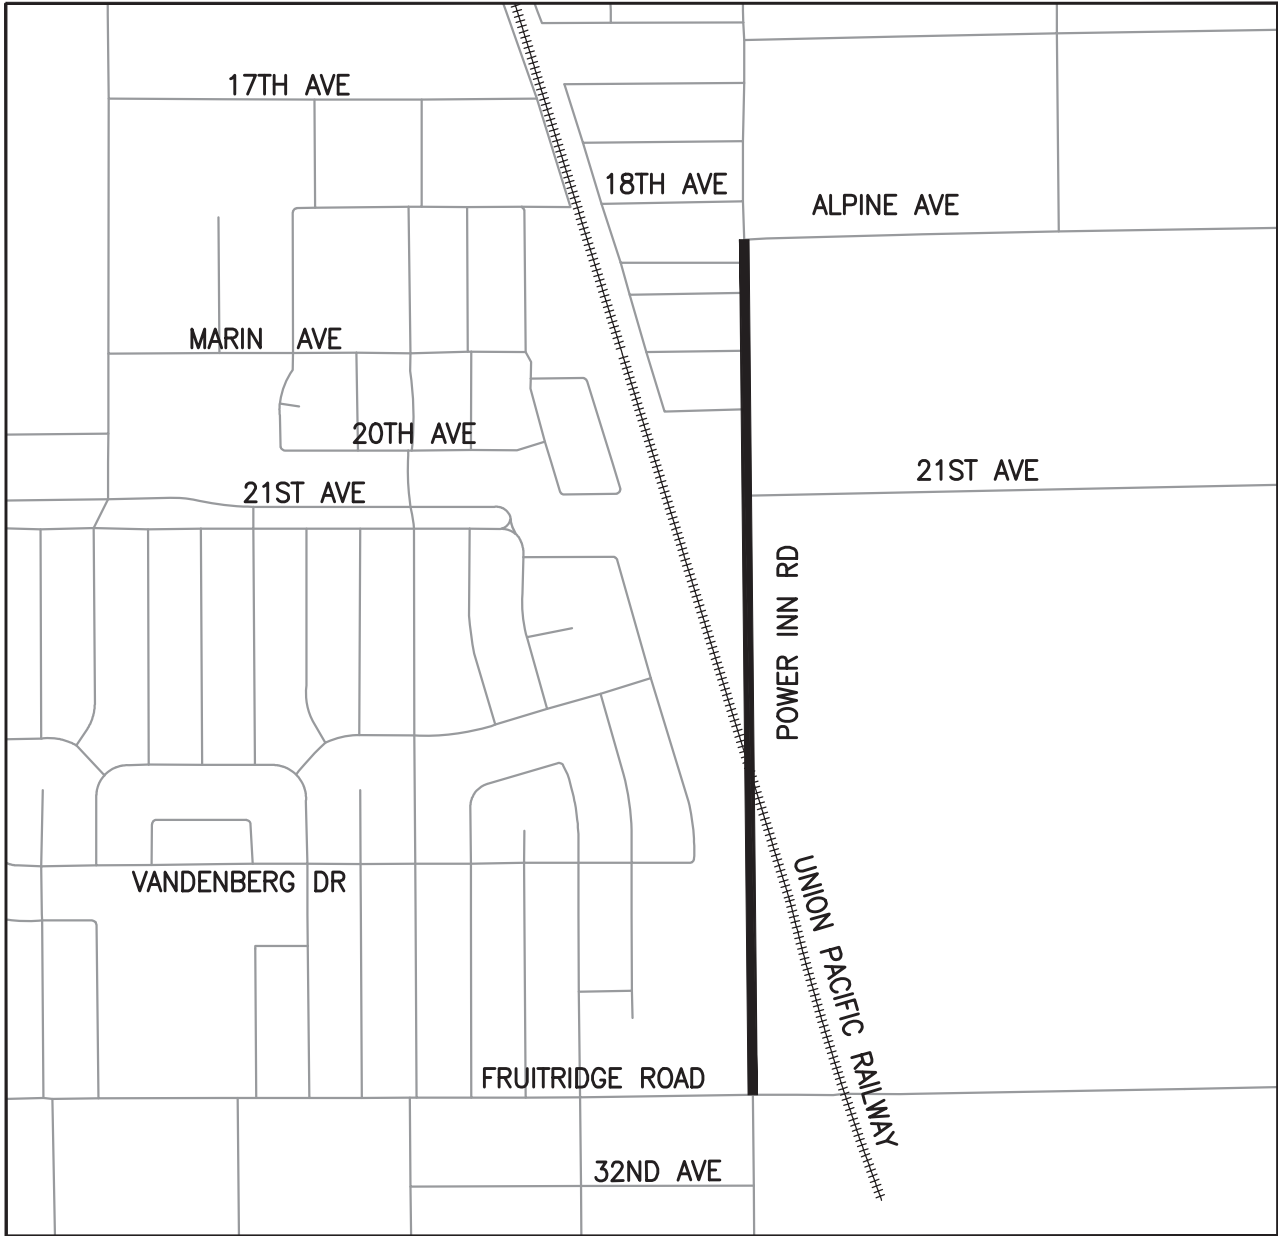 17TH AVE
18TH AVE
ALPINE AVE
MARIN AVE
20TH AVE
21ST AVE
21ST AVE
POWER INN RD
VANDENBERG DR
UNION PACIFIC RAILWAY
FRUITRIDGE ROAD
32ND AVE